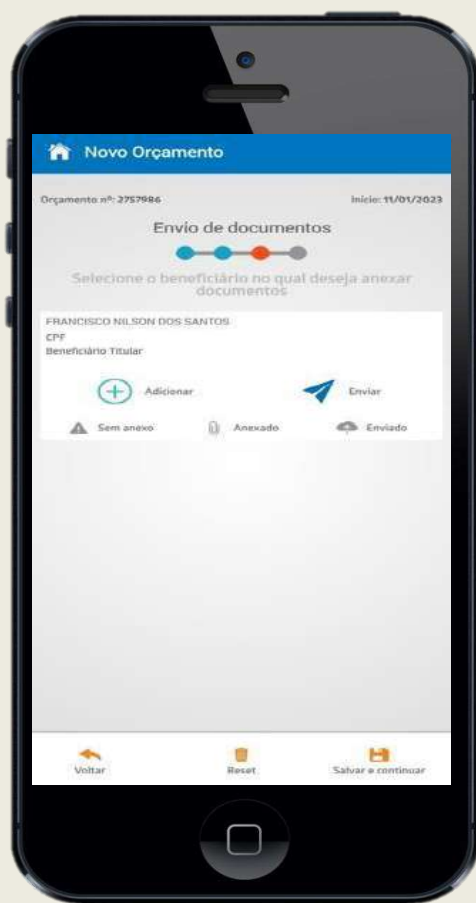 Novo Orçamento
Orçamento nº: 2757986 Início: 11/01/2023
Envio de documentos
Selecione o beneficiário no qual deseja anexar
documentos
FRANCISCO NILSON DOS SANTOS
CPF
Beneficiário Titular
Adicionar Enviar
Sem anexo Anexado Enviado
Voltar Reset Salvar e continuar